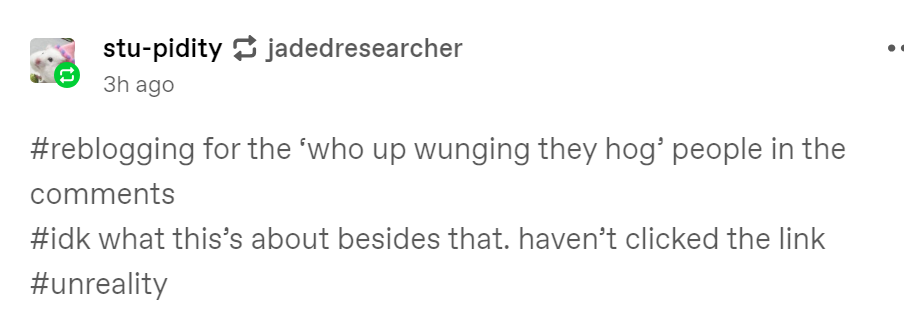 stu-pidity jadedresearcher
3h ago
#reblogging for the ‘who up wunging they hog’ people in the
comments
#idk what this’s about besides that. haven’t clicked the link
#unreality